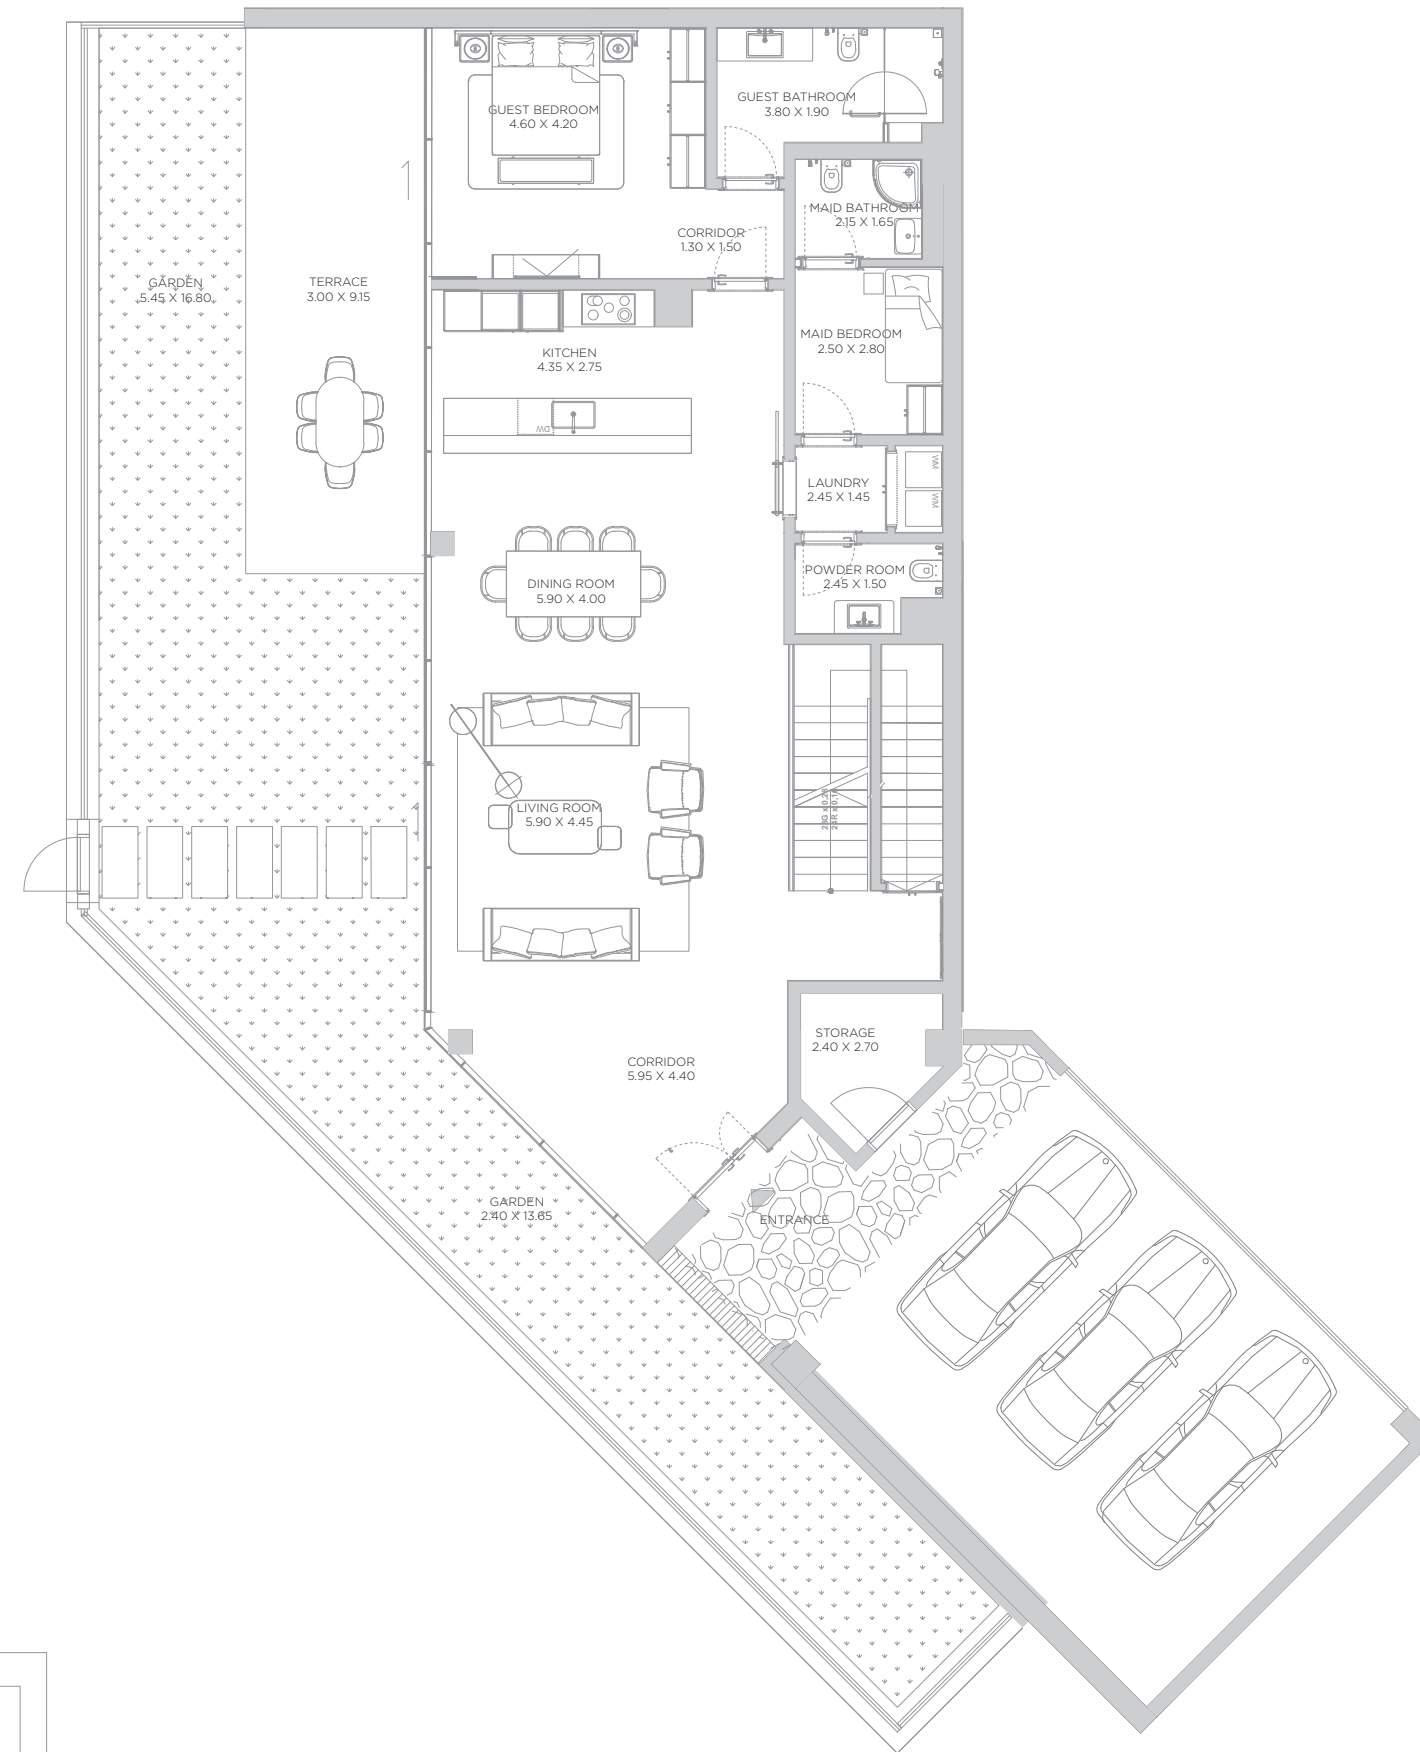 GUEST BEDROOM
4.60 X 4.20
GUEST BATHROOM
3.80 X 1.90
MAID BATHROOM
2.15 X 1.65
CORRIDOR
1.30 X 1.50
GARDEN
5.45 X 16.80
TERRACE
3.00 X 9.15
MAID BEDROOM
2.50 X 2.80
KITCHEN
4.35 X 2.75
DW
LAUNDRY
2.45 X 1.45
WM
WM
POWDER ROOM
2.45 X 1.50
DINING ROOM
5.90 X 4.00
LIVING ROOM
5.90 X 4.45
STORAGE
2.40 X 2.70
CORRIDOR
5.95 X 4.40
GARDEN
2.40 X 13.65
ENTRANCE